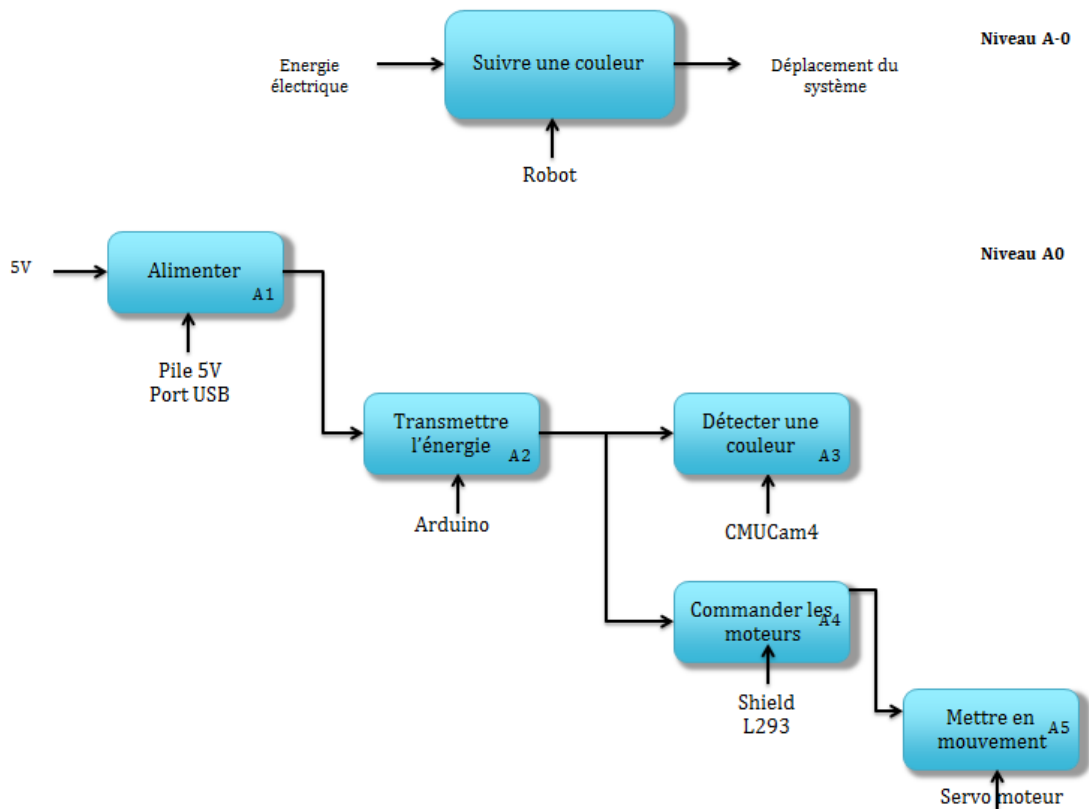 Niveau A-0
Suivre une couleur
Energie
électrique
Déplacement du
système
Robot
Niveau A0
5V
Alimenter
A1
Pile 5V
Port USB
Transmettre
l'énergie
A2
Détecter une
couleur
A3
Arduino
CMUCam4
Commander les
moteurs
A4
Shield
L293
Mettre en
mouvement
A5
Servo moteur